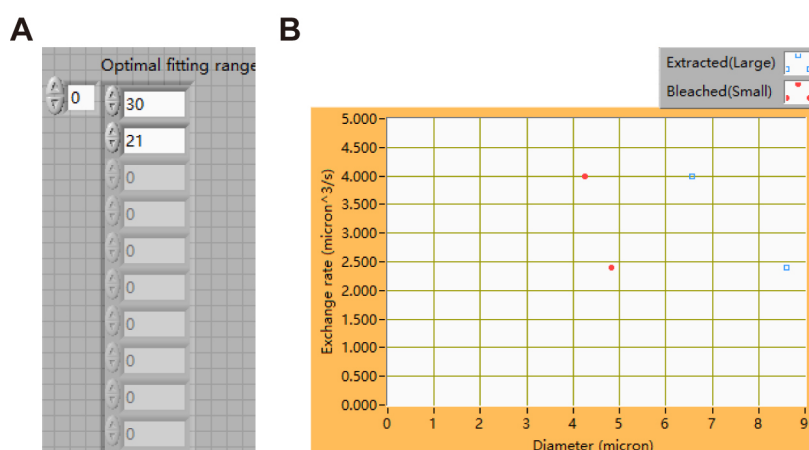 A
Optimal fitting range
0
30
21
0
0
0
0
0
0
0
0
B
Extracted(Large)
Bleached(Small)
Exchange rate (micron^3/s)
5.000
4.500
4.000
3.500
3.000
2.500
2.000
1.500
1.000
0.500
0.000
0 1 2 3 4 5 6 7 8 9
Diameter (micron)